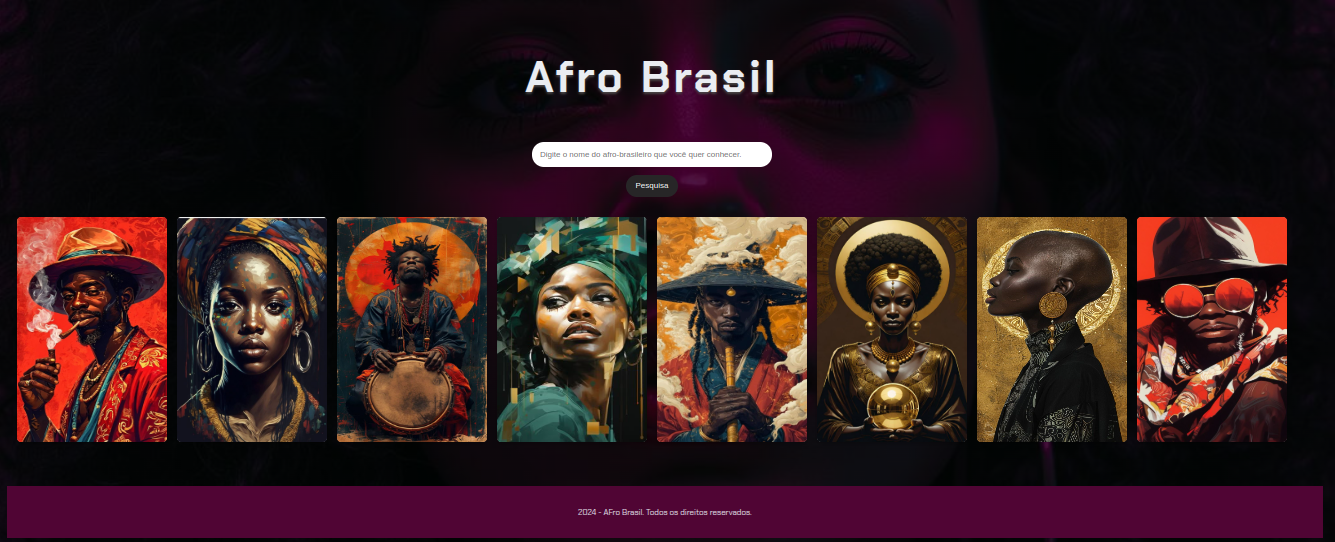 Afro Brasil
Digite o nome do afro-brasileiro que você quer conhecer.
Pesquisa
2024 - AFro Brasil. Todos os direitos reservados.